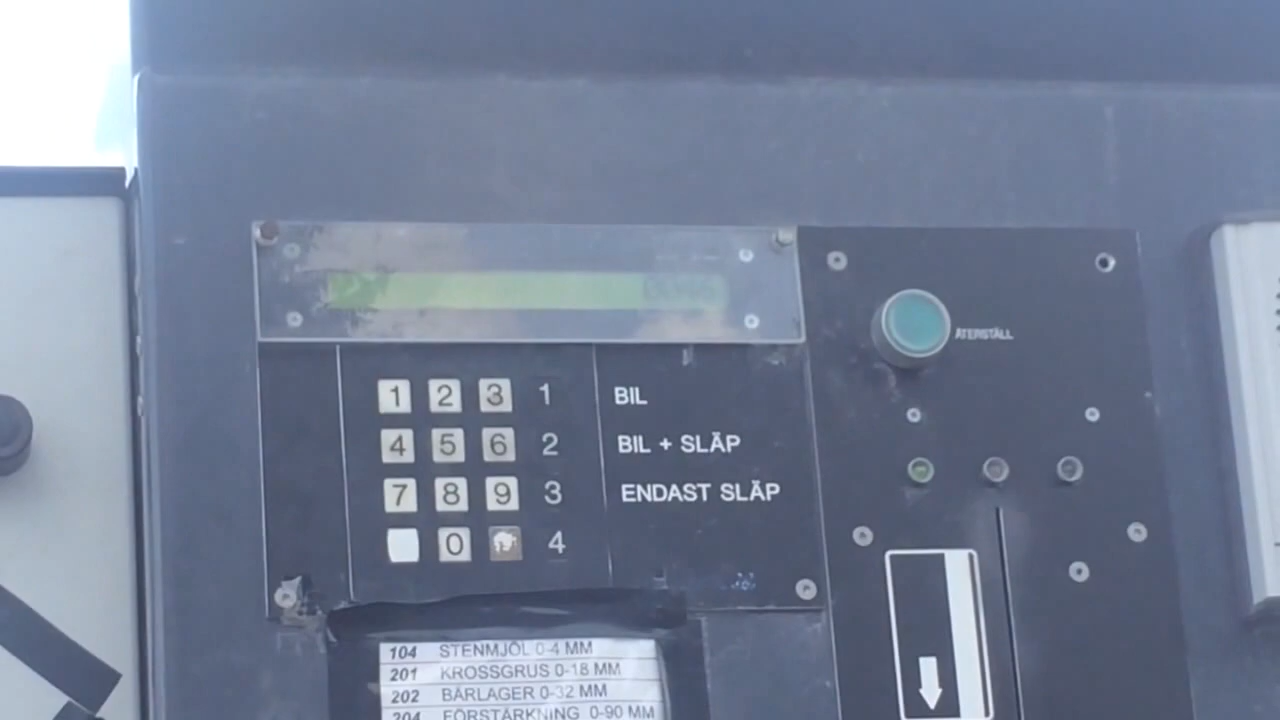 ÅTERSTÄLL
1 2 3 1 BIL
4 5 6 2 BIL + SLÄP
7 8 9 3 ENDAST SLÄP
0 4
104 STENMJÖL 0-4 MM
201 KROSSGRUS 0-18 MM
202 BÄRLAGER 0-32 MM
204 FÖRSTÄRKNING 0-90 MM